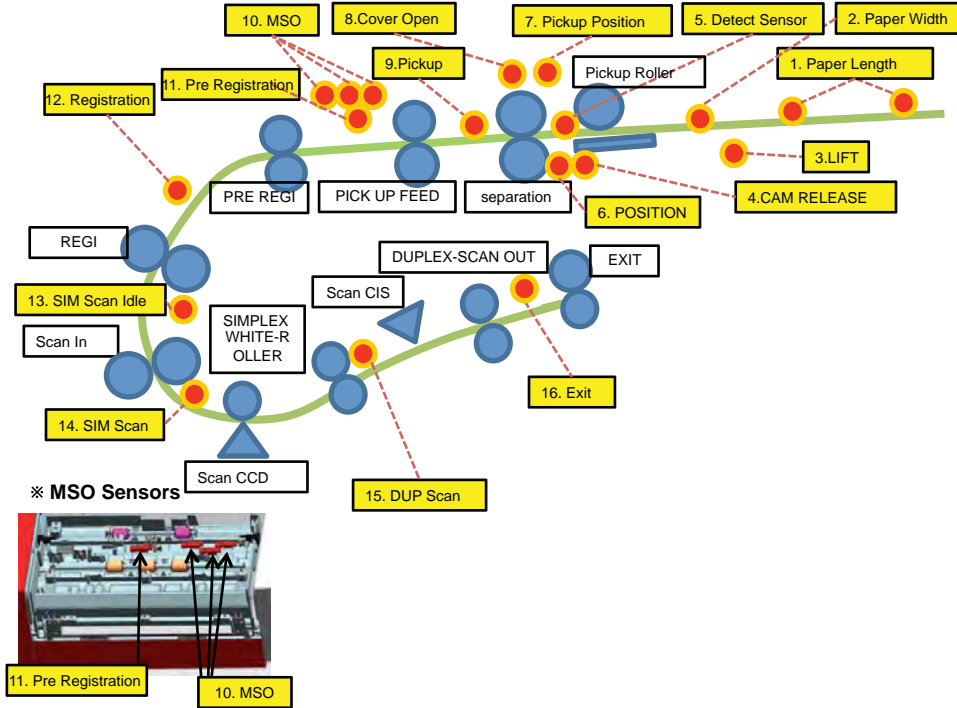 10. MSO
8.Cover Open
7. Pickup Position
5. Detect Sensor
2. Paper Width
9.Pickup
1. Paper Length
11. Pre Registration
Pickup Roller
12. Registration
3.LIFT
PRE REGI
PICK UP FEED
separation
4.CAM RELEASE
6. POSITION
REGI
DUPLEX-SCAN OUT
EXIT
Scan CIS
13. SIM Scan Idle
SIMPLEX
WHITE-R
OLLER
Scan In
16. Exit
14. SIM Scan
Scan CCD
15. DUP Scan
※ MSO Sensors
11. Pre Registration
10. MSO